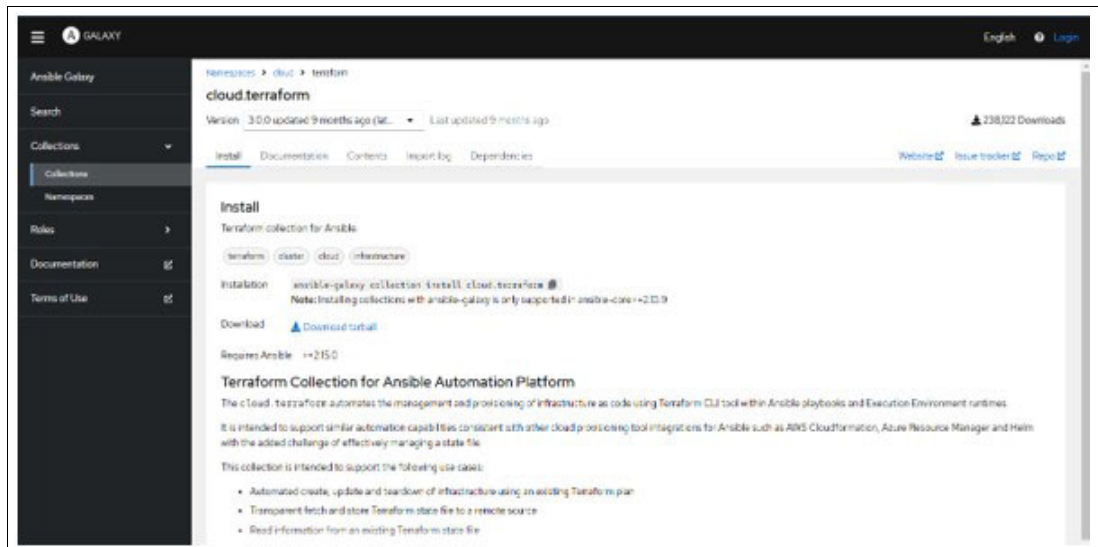 A GALAXY
English
Login
Ansible Galaxy
Search
Collections
Collections
Namespaces
Roles
Documentation
Terms of Use
Namespaces > cloud > terraform
cloud.terraform
Version 3.0.0 updated 9 months ago (lat... Last updated 9 months ago
238,122 Downloads
Install Documentation Contents Import log Dependencies
Website Issue tracker Repo
Install
Terraform collection for Ansible.
terraform cluster cloud infrastructure
Installation ansible-galaxy collection install cloud.terraform
Note: Installing collections with ansible-galaxy is only supported in ansible-core>=2.13.9
Download Download tarball
Requires Ansible >=2.15.0
Terraform Collection for Ansible Automation Platform
The cloud.terraform automates the management and provisioning of infrastructure as code using Terraform CLI tool within Ansible playbooks and Execution Environment runtimes.
It is intended to support similar automation capabilities consistent with other cloud provisioning tool integrations for Ansible such as AWS Cloudformation, Azure Resource Manager and Helm
with the added challenge of effectively managing a state file
This collection is intended to support the following use cases:
• Automated create, update and teardown of infrastructure using an existing Terraform plan
• Transparent fetch and store Terraform state file to a remote source
• Read information from an existing Terraform state file